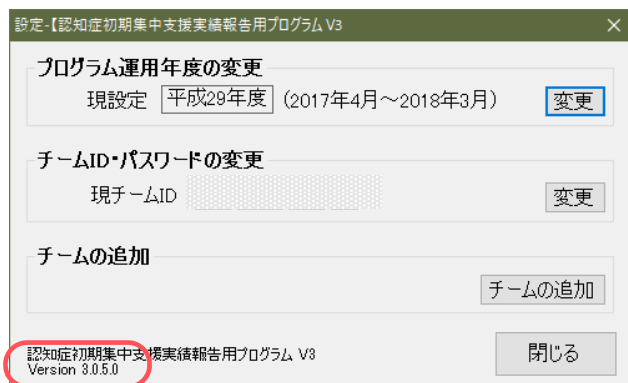 設定-【認知症初期集中支援実績報告用プログラム V3
プログラム運用年度の変更
現設定 平成29年度 (2017年4月～2018年3月) 変更
チームID・パスワードの変更
現チームID 変更
チームの追加
チームの追加
認知症初期集中支援実績報告用プログラム V3
Version 3.0.5.0
閉じる